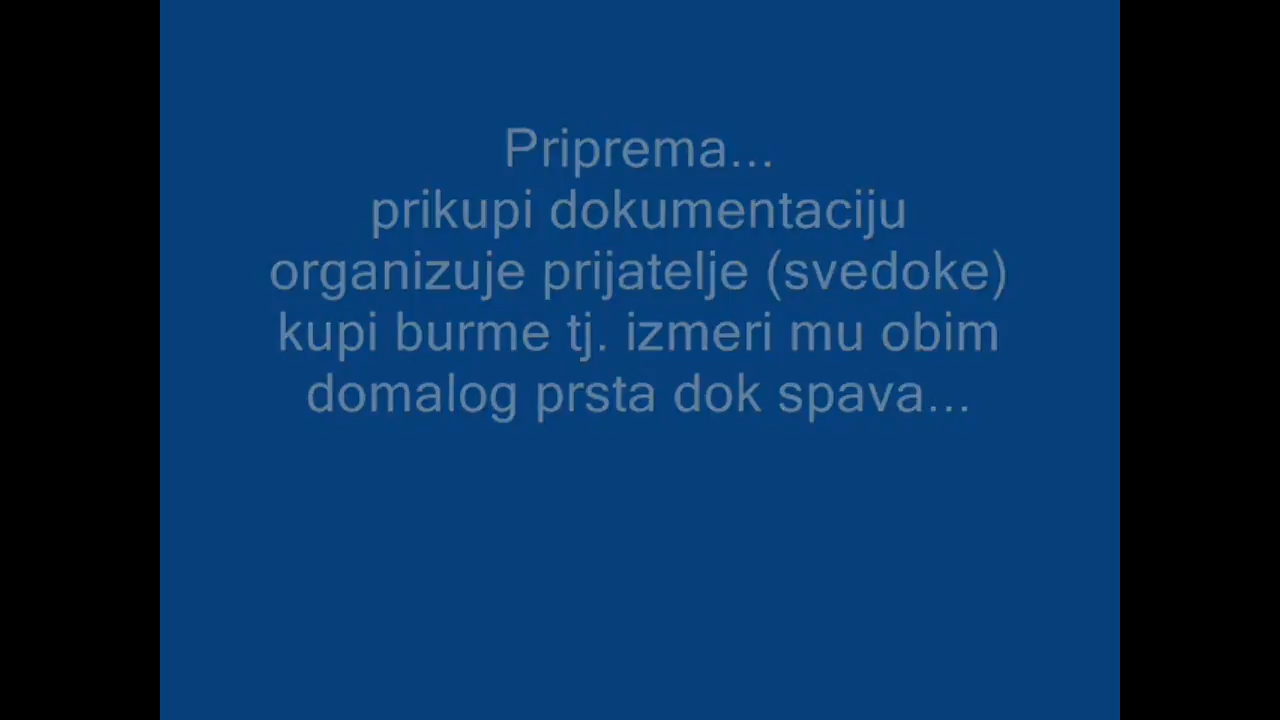 Priprema...
prikupi dokumentaciju
organizuje prijatelje (svedoke)
kupi burme tj. izmeri mu obim
domalog prsta dok spava...